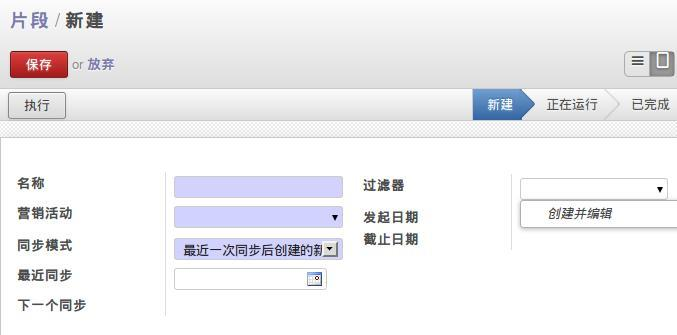 片段 / 新建
保存 or 放弃
执行
新建 正在运行 已完成
名称
营销活动
同步模式 最近一次同步后创建的新
最近同步
下一个同步
过滤器
创建并编辑
发起日期
截止日期